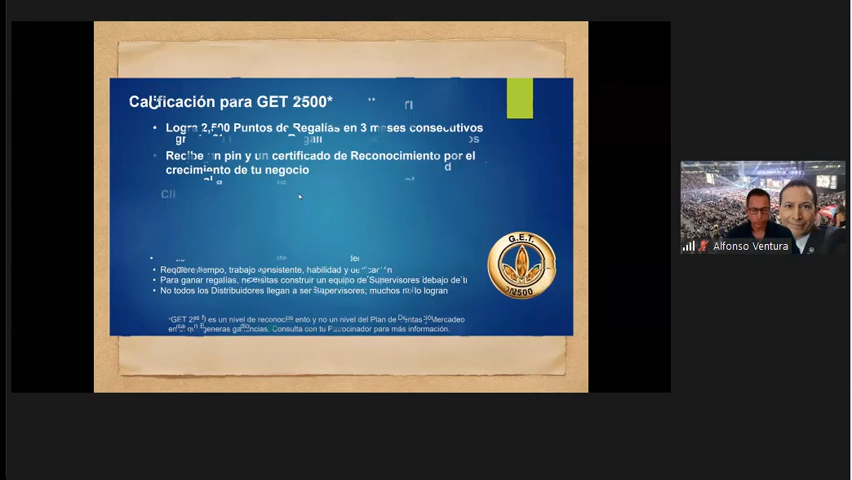 Calificación para GET 2500*
• Logra 2,500 Puntos de Regalías en 3 meses consecutivos
• Recibe un pin y un certificado de Reconocimiento por el
crecimiento de tu negocio
• Requiere tiempo, trabajo consistente, habilidad y
• Para ganar regalías, necesitas construir un equipo de Supervisores debajo de ti
• No todos los Distribuidores llegan a ser Supervisores; muchos no lo logran
*GET es un nivel de reconocimiento y no un nivel del Plan de Ventas y Mercadeo
en el que generas ganancias. Consulta con tu Patrocinador para más información.
G.E.T.
2500
Alfonso Ventura